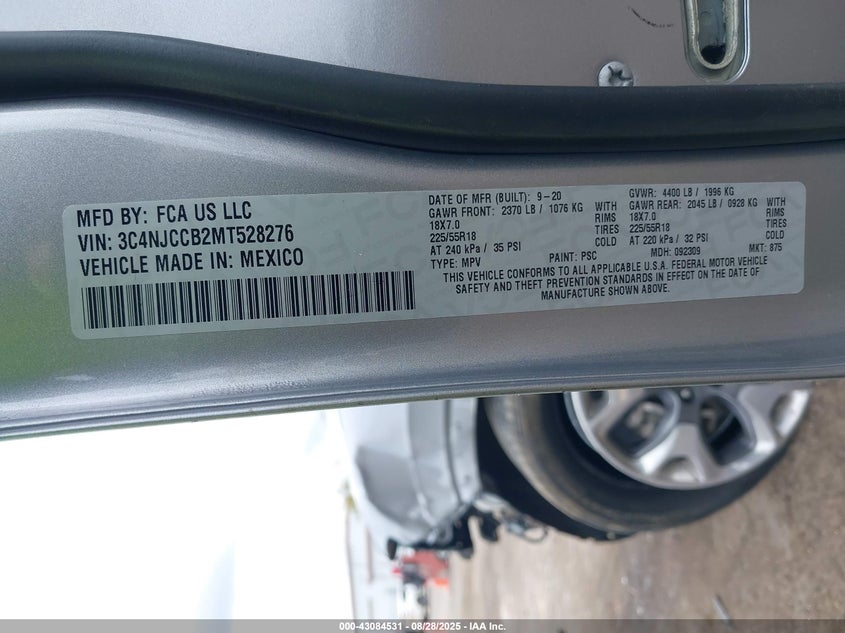 MFD BY: FCA US LLC
VIN: 3C4NJCCB2MT528276
VEHICLE MADE IN: MEXICO
DATE OF MFR (BUILT): 9-20 GVWR: 4400 LB / 1996 KG
GAWR FRONT: 2370 LB / 1076 KG WITH GAWR REAR: 2045 LB / 0928 KG WITH
18X7.0 RIMS 18X7.0 RIMS
225/55R18 TIRES 225/55R18 TIRES
AT 240 kPa / 35 PSI COLD AT 220 kPa / 32 PSI COLD
TYPE: MPV PAINT: PSC MDH: 092309 MKT: 875
THIS VEHICLE CONFORMS TO ALL APPLICABLE U.S.A. FEDERAL MOTOR VEHICLE
SAFETY AND THEFT PREVENTION STANDARDS IN EFFECT ON THE DATE OF
MANUFACTURE SHOWN ABOVE.
000-43084531 - 08/28/2025 - IAA Inc.